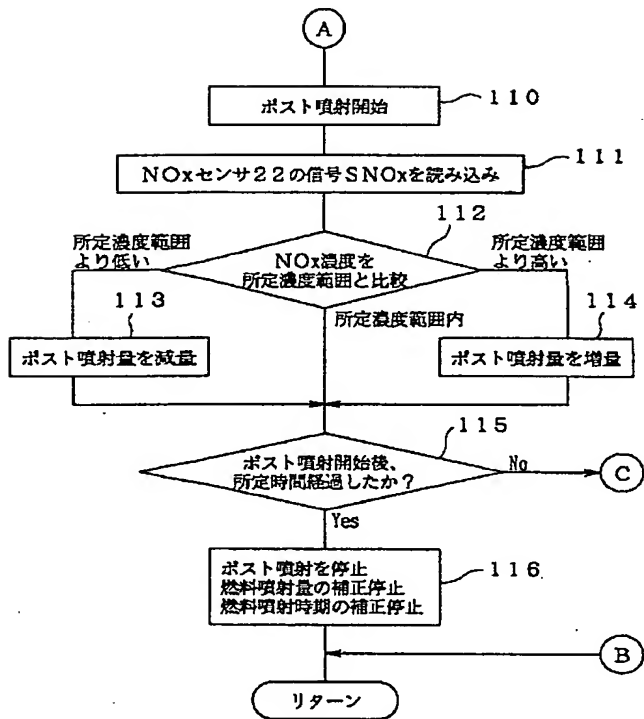 A
ポスト噴射開始
110
NOxセンサ22の信号SNOxを読み込み
111
112
所定濃度範囲
より低い
NOx濃度を
所定濃度範囲と比較
所定濃度範囲
より高い
113
所定濃度範囲内
114
ポスト噴射量を減量
ポスト噴射量を増量
115
ポスト噴射開始後、
所定時間経過したか?
No
C
Yes
ポスト噴射を停止
燃料噴射量の補正停止
燃料噴射時期の補正停止
116
B
リターン